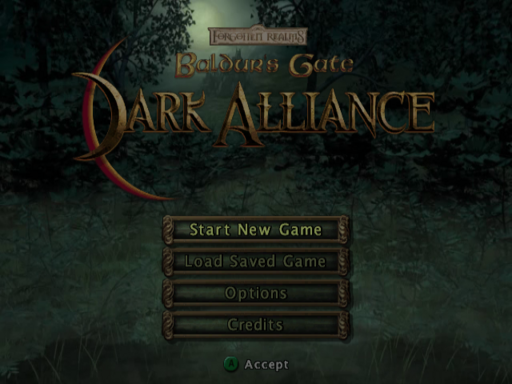 FORGOTTEN REALMS
Baldur's Gate
DARK ALLIANCE
Start New Game
Load Saved Game
Options
Credits
A Accept